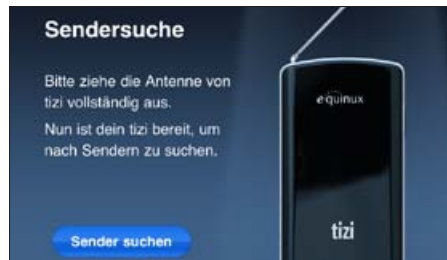 Sendersuche
Bitte ziehe die Antenne von
tizi vollständig aus.
Nun ist dein tizi bereit, um
nach Sendern zu suchen.
Sender suchen
equinux
tizi